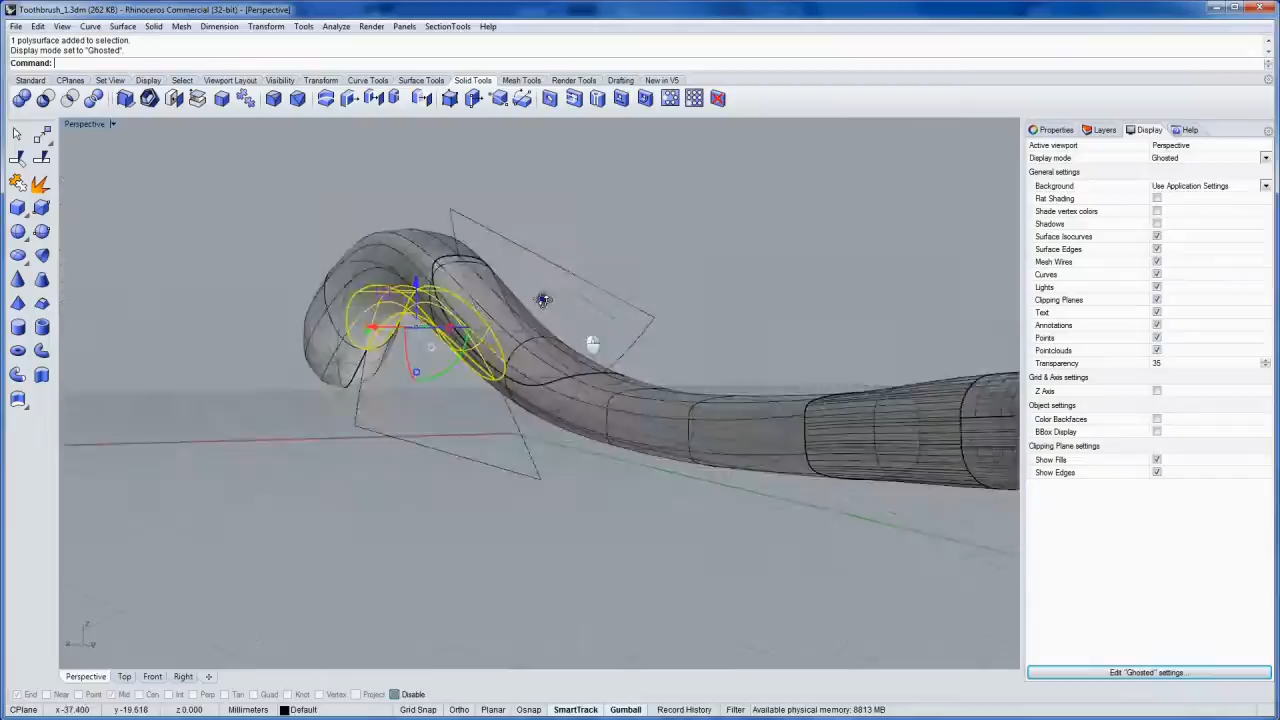 Toothbrush_1.3dm (262 KB) - Rhinoceros Commercial (32-bit) - [Perspective]
File Edit View Curve Surface Solid Mesh Dimension Transform Tools Analyze Render Panels SectionTools Help
1 polysurface added to selection.
Display mode set to "Ghosted".
Command:
Standard CPlanes Set View Display Select Viewport Layout Visibility Transform Curve Tools Surface Tools Solid Tools Mesh Tools Render Tools Drafting New in V5
Perspective
Properties Layers Display Help
Active viewport Perspective
Display mode Ghosted
General settings
Background Use Application Settings
Flat Shading
Shade vertex colors
Shadows
Surface Isocurves
Surface Edges
Mesh Wires
Curves
Lights
Clipping Planes
Text
Annotations
Points
Pointclouds
Transparency 35
Grid & Axis settings
Z Axis
Object settings
Color Backfaces
BBox Display
Clipping Plane settings
Show Fills
Show Edges
Edit "Ghosted" settings...
z
x y
Perspective Top Front Right
End Near Point Mid Cen Int Perp Tan Quad Knot Vertex Project Disable
CPlane x -37.400 y -19.618 z 0.000 Millimeters Default Grid Snap Ortho Planar Osnap SmartTrack Gumball Record History Filter Available physical memory: 8813 MB